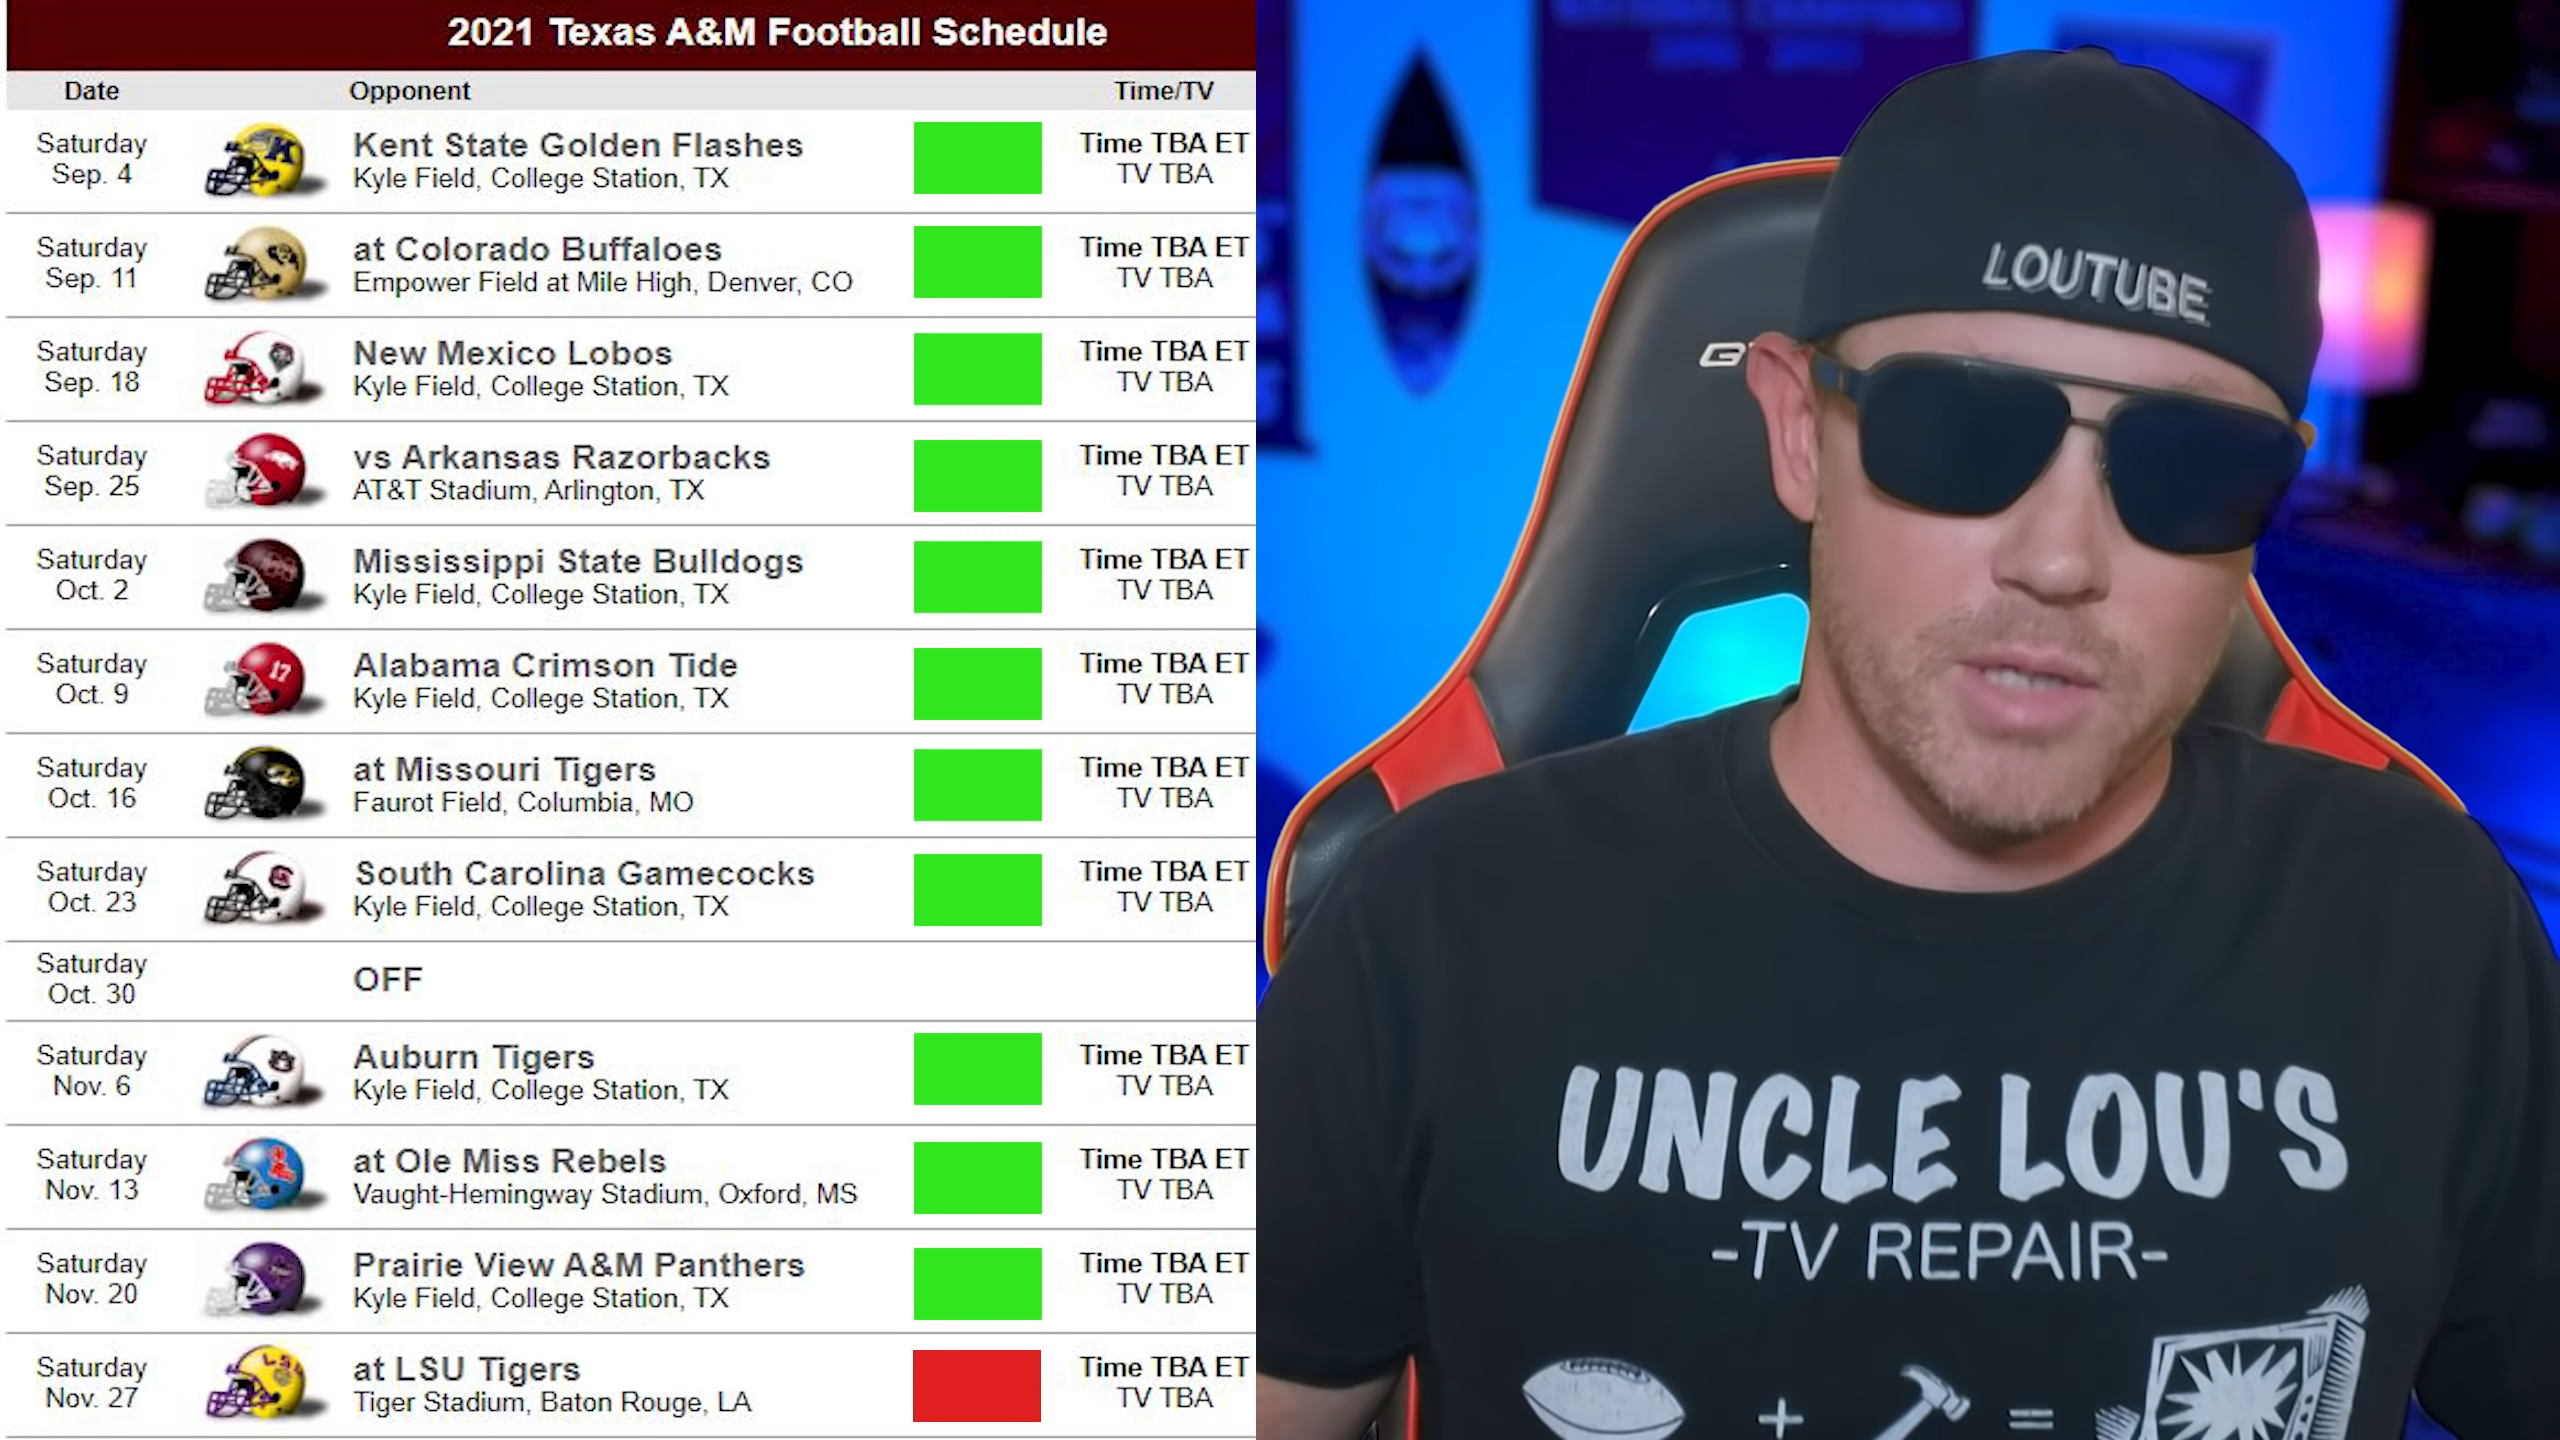 2021 Texas A&M Football Schedule
Date Opponent Time/TV
Saturday Sep. 4
Kent State Golden Flashes
Kyle Field, College Station, TX
Time TBA ET
TV TBA
Saturday Sep. 11
at Colorado Buffaloes
Empower Field at Mile High, Denver, CO
Time TBA ET
TV TBA
Saturday Sep. 18
New Mexico Lobos
Kyle Field, College Station, TX
Time TBA ET
TV TBA
Saturday Sep. 25
vs Arkansas Razorbacks
AT&T Stadium, Arlington, TX
Time TBA ET
TV TBA
Saturday Oct. 2
Mississippi State Bulldogs
Kyle Field, College Station, TX
Time TBA ET
TV TBA
Saturday Oct. 9
17
Alabama Crimson Tide
Kyle Field, College Station, TX
Time TBA ET
TV TBA
Saturday Oct. 16
at Missouri Tigers
Faurot Field, Columbia, MO
Time TBA ET
TV TBA
Saturday Oct. 23
South Carolina Gamecocks
Kyle Field, College Station, TX
Time TBA ET
TV TBA
Saturday Oct. 30
OFF
Saturday Nov. 6
Auburn Tigers
Kyle Field, College Station, TX
Time TBA ET
TV TBA
Saturday Nov. 13
at Ole Miss Rebels
Vaught-Hemingway Stadium, Oxford, MS
Time TBA ET
TV TBA
Saturday Nov. 20
Prairie View A&M Panthers
Kyle Field, College Station, TX
Time TBA ET
TV TBA
Saturday Nov. 27
LSU
at LSU Tigers
Tiger Stadium, Baton Rouge, LA
Time TBA ET
TV TBA
LOUTUBE
UNCLE LOU'S
-TV REPAIR-
+ =